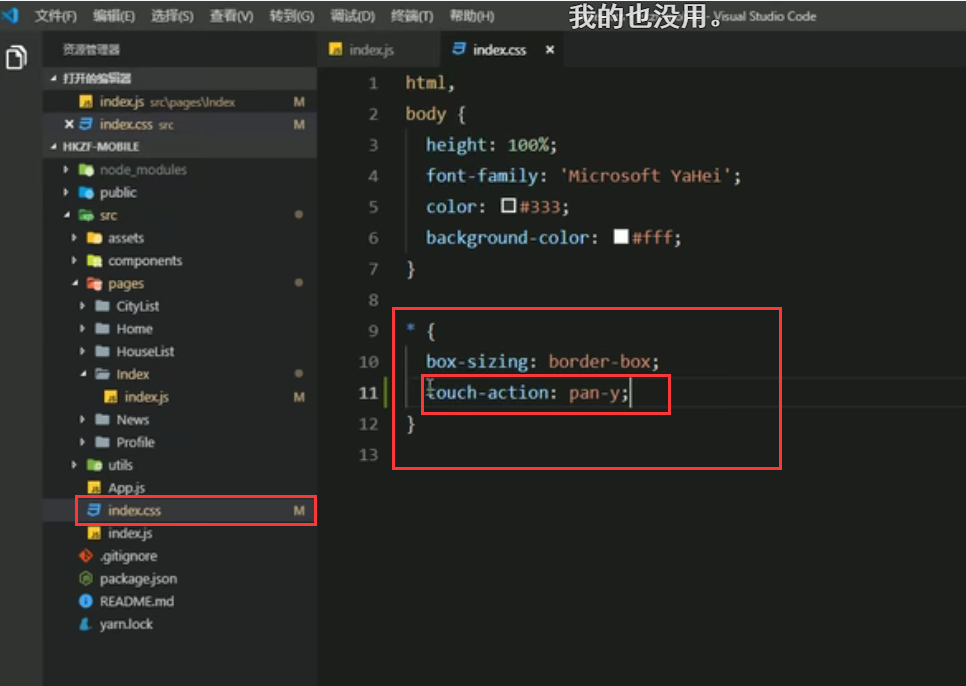 文件(F) 编辑(E) 选择(S) 查看(V) 转到(G) 调试(D) 终端(T) 帮助(H) 我的也没用。 - Visual Studio Code
资源管理器
打开的编辑器
index.js src\pages\Index M
index.css src M
HKZF-MOBILE
node_modules
public
src
assets
components
pages
CityList
Home
HouseList
Index
index.js M
News
Profile
utils
App.js
index.css M
index.js
.gitignore
package.json
README.md
yarn.lock
index.js index.css
1 html,
2 body {
3 height: 100%;
4 font-family: 'Microsoft YaHei';
5 color: #333;
6 background-color: #fff;
7 }
8
9 * {
10 box-sizing: border-box;
11 touch-action: pan-y;
12 }
13